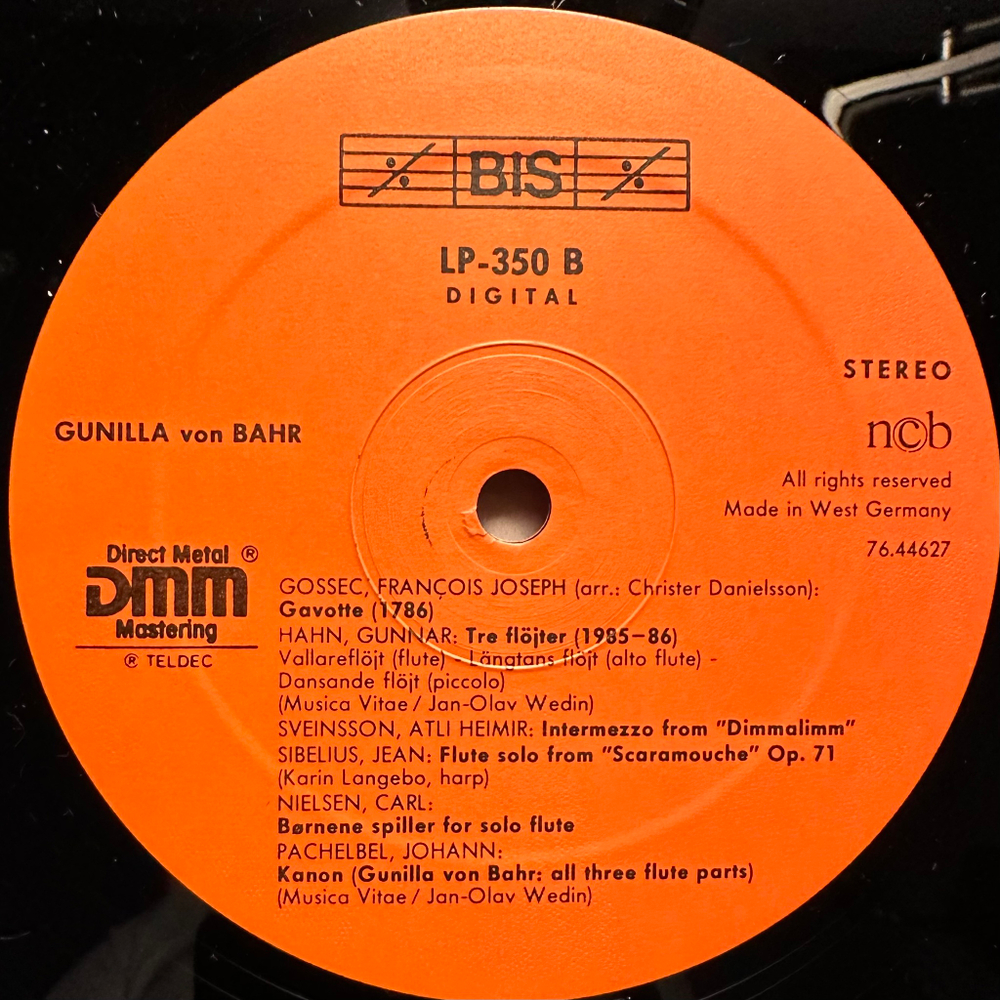 BIS
LP-350 B
DIGITAL
STEREO
GUNILLA von BAHR
ncb
All rights reserved
Made in West Germany
76.44627
Direct Metal ®
DMM
Mastering
® TELDEC
GOSSEC, FRANÇOIS JOSEPH (arr.: Christer Danielsson):
Gavotte (1786)
HAHN, GUNNAR: Tre flöjter (1985–86)
Vallareflöjt (flute) - Längtans flöjt (alto flute) -
Dansande flöjt (piccolo)
(Musica Vitae / Jan-Olav Wedin)
SVEINSSON, ATLI HEIMIR: Intermezzo from "Dimmalimm"
SIBELIUS, JEAN: Flute solo from "Scaramouche" Op. 71
(Karin Langebo, harp)
NIELSEN, CARL:
Børnene spiller for solo flute
PACHELBEL, JOHANN:
Kanon (Gunilla von Bahr: all three flute parts)
(Musica Vitae / Jan-Olav Wedin)